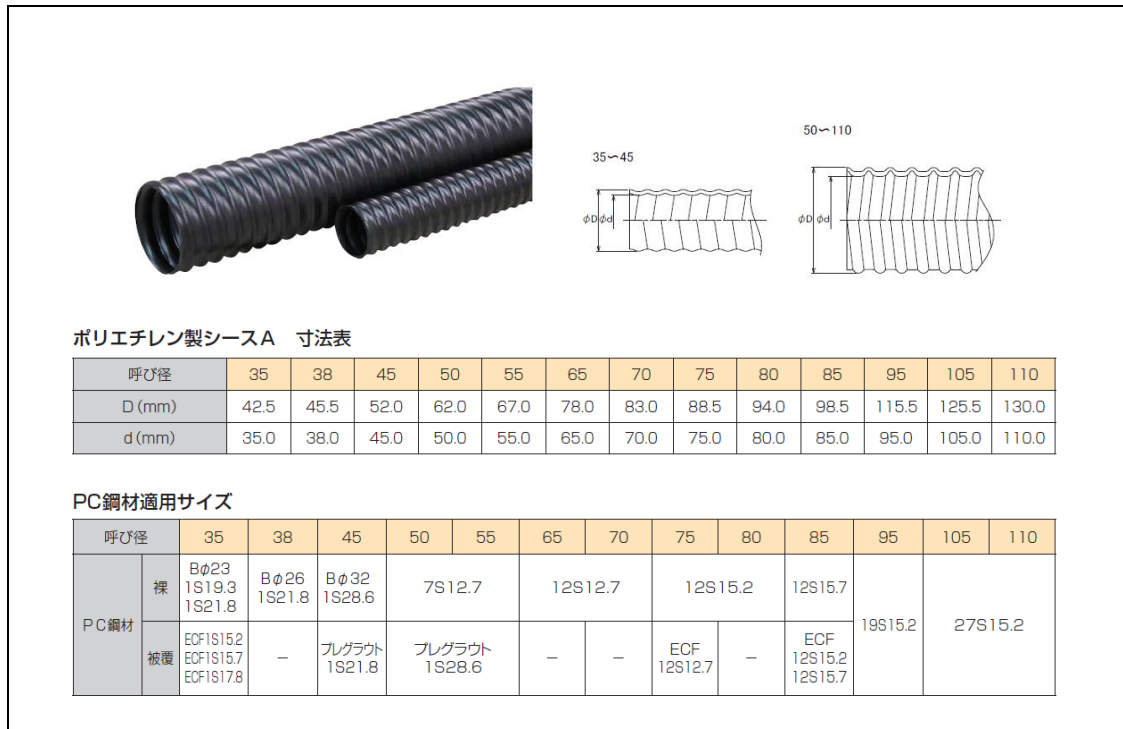 50〜110
35〜45
φD φd
φD φd
ポリエチレン製シースA 寸法表
呼び径 35 38 45 50 55 65 70 75 80 85 95 105 110
D(mm) 42.5 45.5 52.0 62.0 67.0 78.0 83.0 88.5 94.0 98.5 115.5 125.5 130.0
d(mm) 35.0 38.0 45.0 50.0 55.0 65.0 70.0 75.0 80.0 85.0 95.0 105.0 110.0
PC鋼材適用サイズ
呼び径 35 38 45 50 55 65 70 75 80 85 95 105 110
PC鋼材
裸
Bφ23
1S19.3
1S21.8
Bφ26
1S21.8
Bφ32
1S28.6
7S12.7
12S12.7
12S15.2
12S15.7
19S15.2
27S15.2
被覆
ECF1S15.2
ECF1S15.7
ECF1S17.8
−
プレグラウト
1S21.8
プレグラウト
1S28.6
−
−
ECF
12S12.7
−
ECF
12S15.2
12S15.7